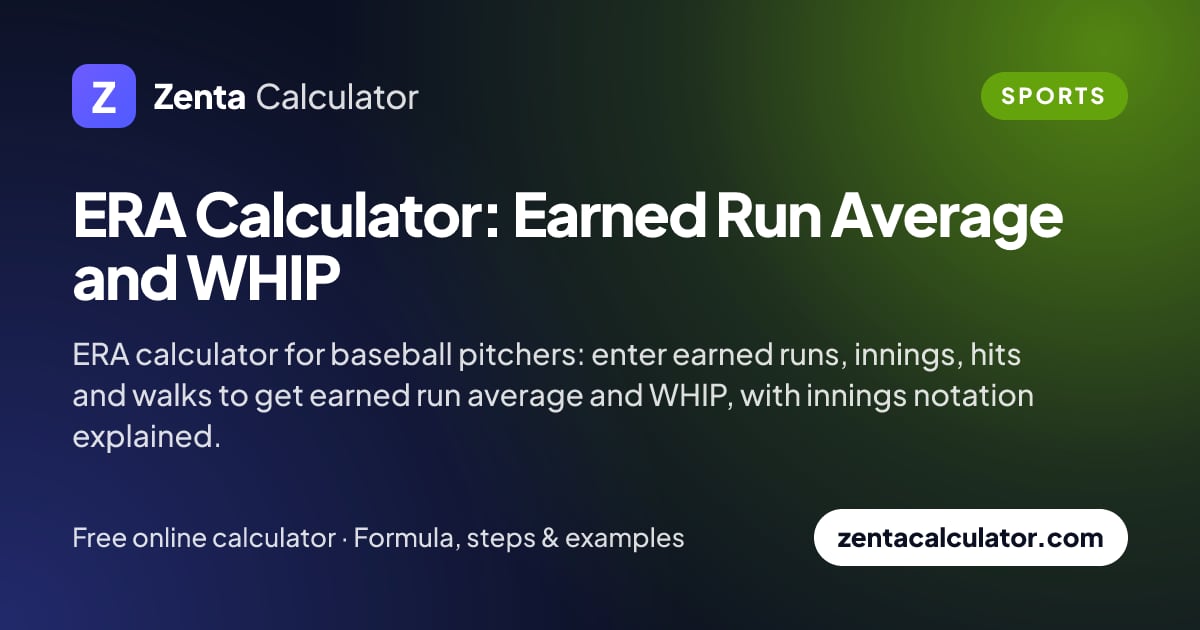 Z
Zenta Calculator
SPORTS
ERA Calculator: Earned Run Average
and WHIP
ERA calculator for baseball pitchers: enter earned runs, innings, hits
and walks to get earned run average and WHIP, with innings notation
explained.
Free online calculator · Formula, steps & examples
zentacalculator.com